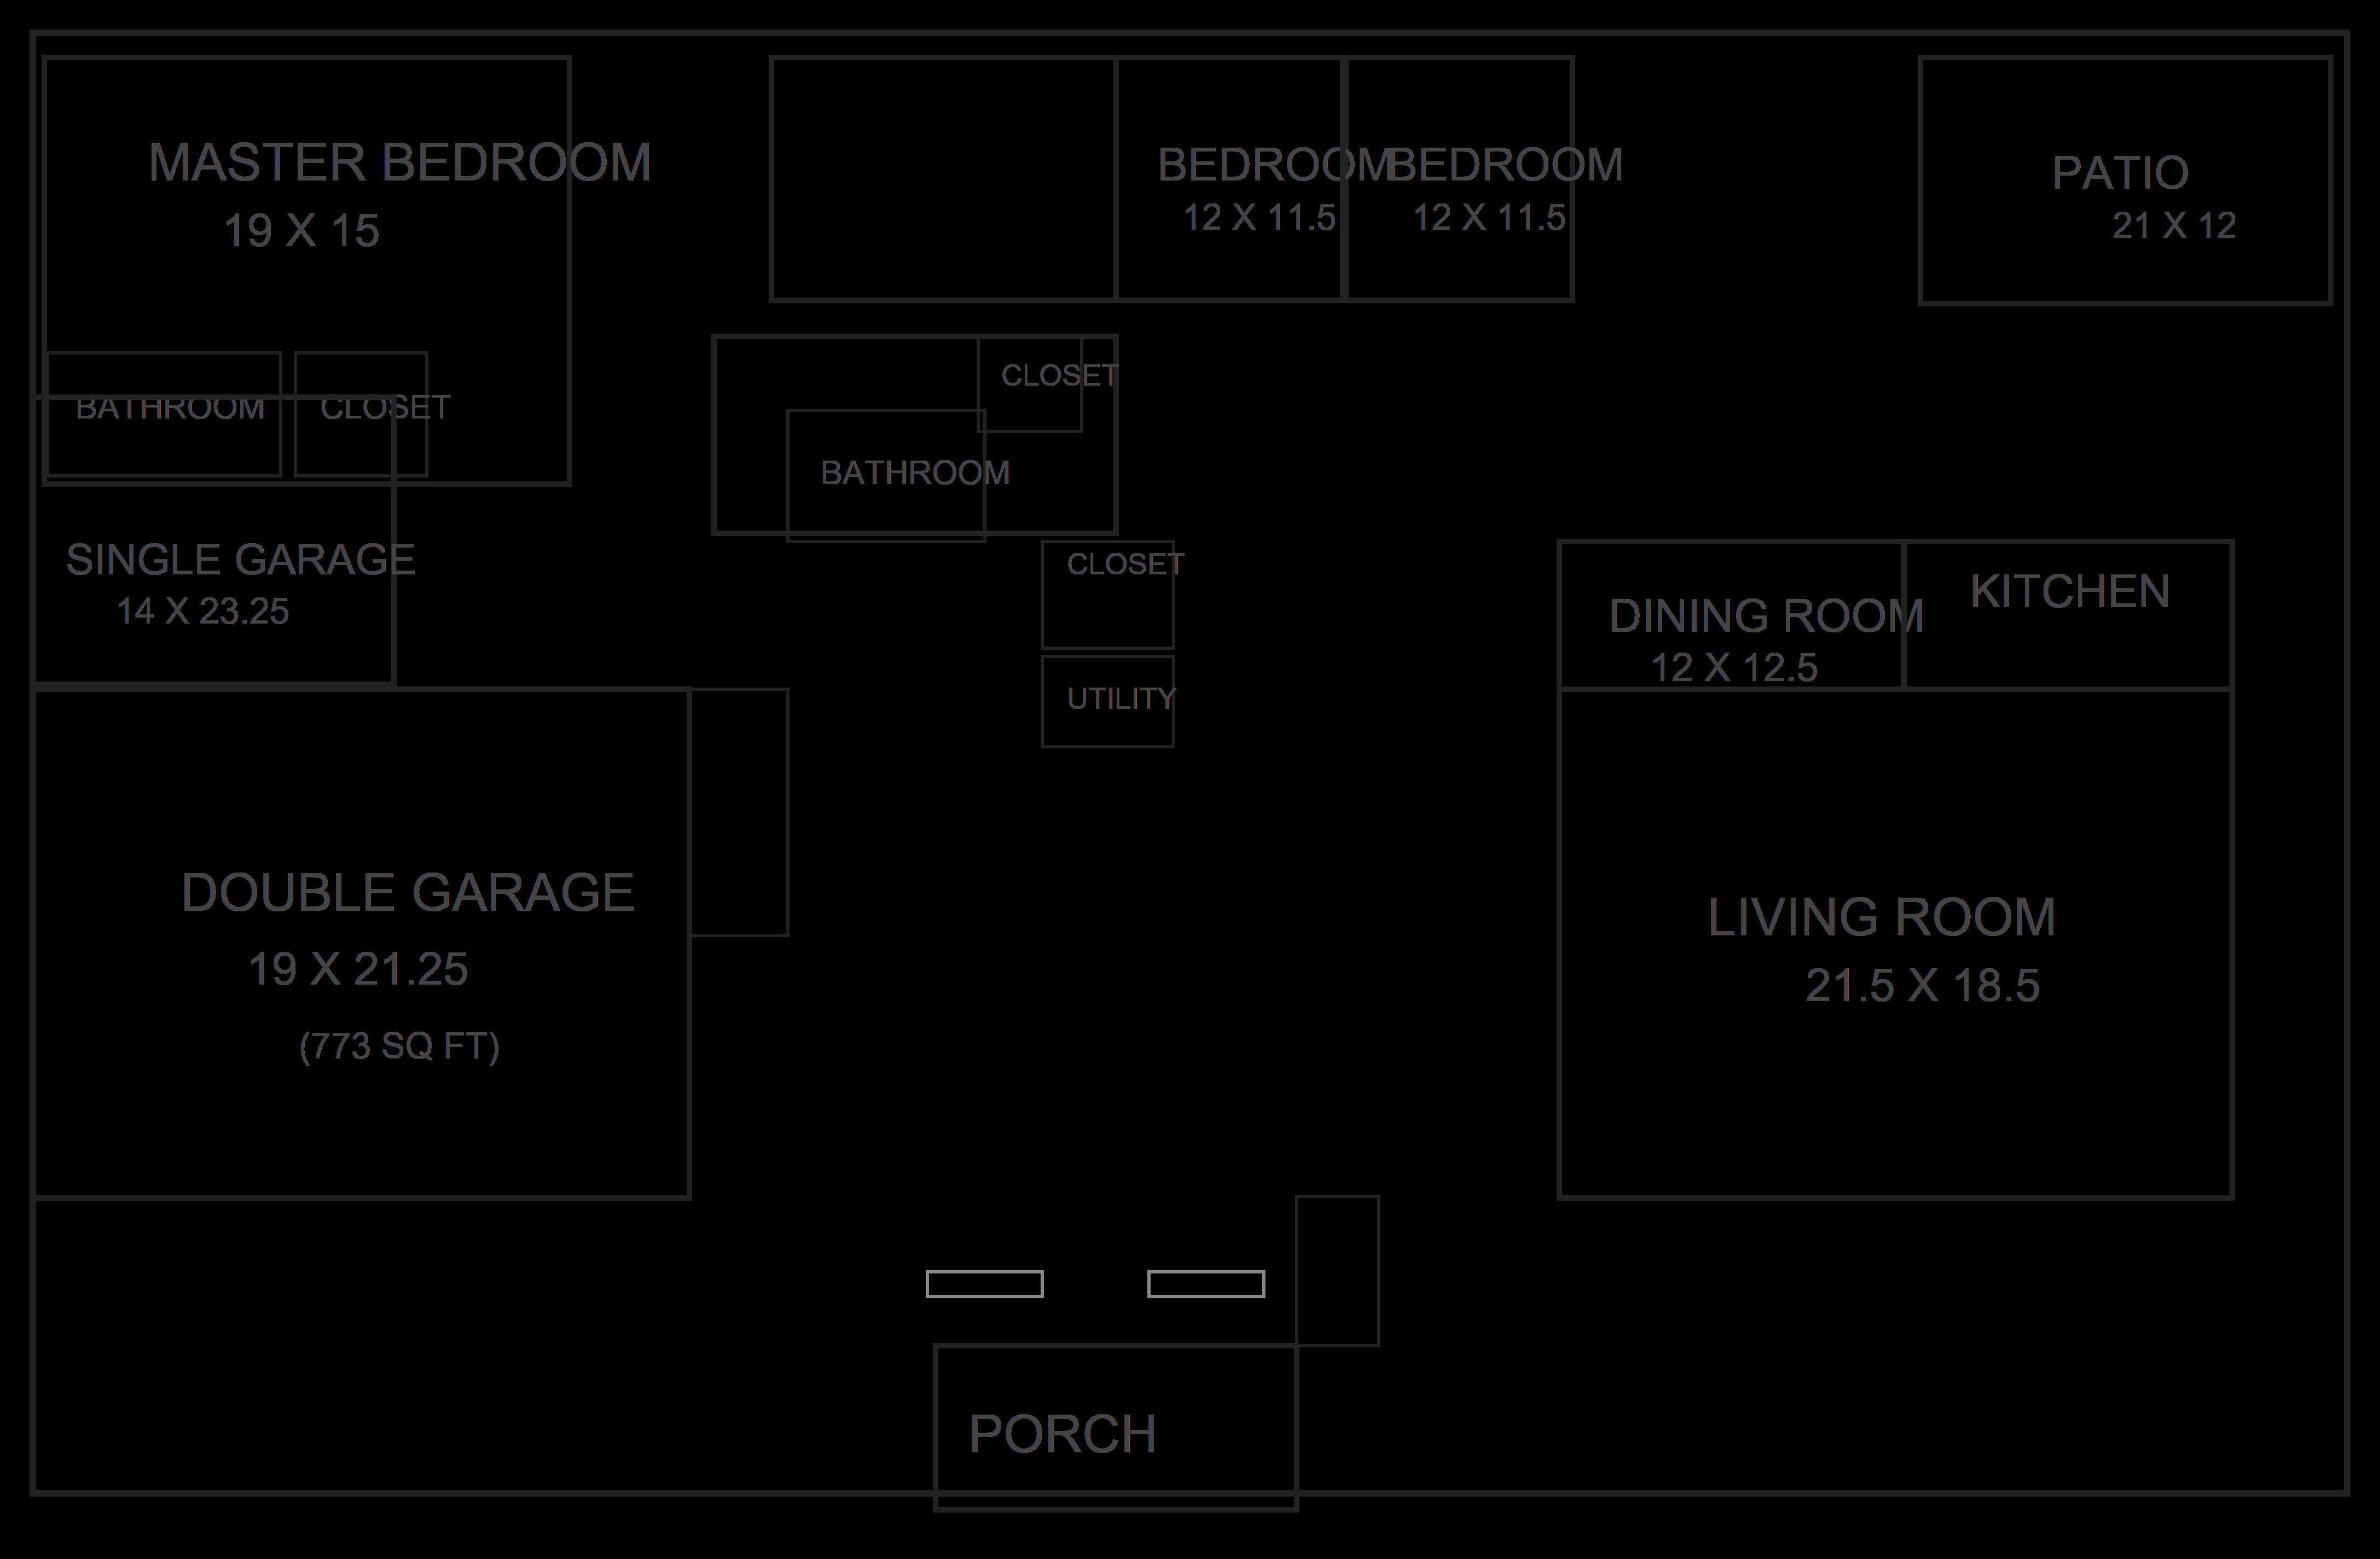 MASTER BEDROOM
19 X 15
BEDROOM
12 X 11.5
BEDROOM
12 X 11.5
PATIO
21 X 12
BATHROOM
CLOSET
CLOSET
BATHROOM
SINGLE GARAGE
14 X 23.25
CLOSET
UTILITY
DINING ROOM
12 X 12.5
KITCHEN
DOUBLE GARAGE
19 X 21.25
(773 SQ FT)
LIVING ROOM
21.5 X 18.5
PORCH